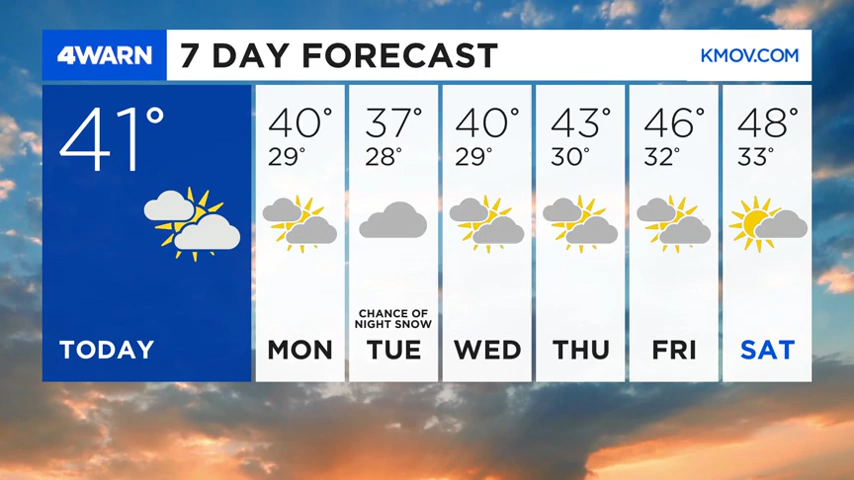 4WARN
7 DAY FORECAST
KMOV.COM
41°
TODAY
40°
29°
MON
37°
28°
CHANCE OF
NIGHT SNOW
TUE
40°
29°
WED
43°
30°
THU
46°
32°
FRI
48°
33°
SAT